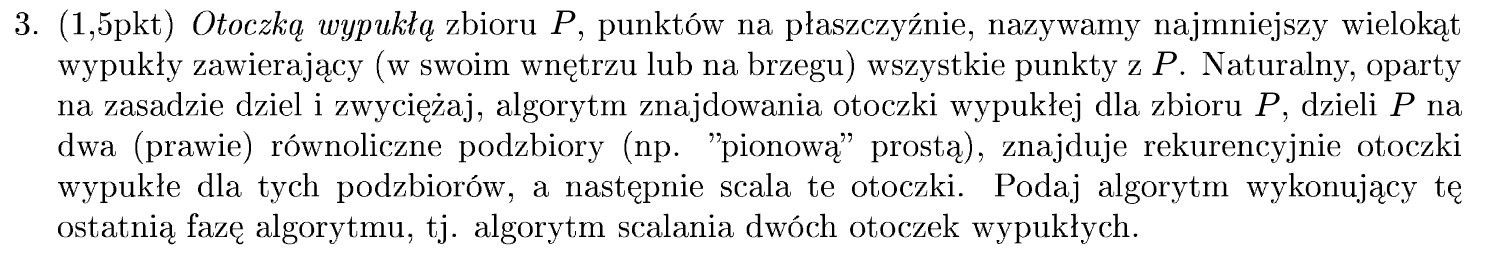 3. (1,5pkt) Otoczką wypukłą zbioru P, punktów na płaszczyźnie, nazywamy najmniejszy wielokąt
wypukły zawierający (w swoim wnętrzu lub na brzegu) wszystkie punkty z P. Naturalny, oparty
na zasadzie dziel i zwyciężaj, algorytm znajdowania otoczki wypukłej dla zbioru P, dzieli P na
dwa (prawie) równoliczne podzbiory (np. ”pionową” prostą), znajduje rekurencyjnie otoczki
wypukłe dla tych podzbiorów, a następnie scala te otoczki. Podaj algorytm wykonujący tę
ostatnią fazę algorytmu, tj. algorytm scalania dwóch otoczek wypukłych.